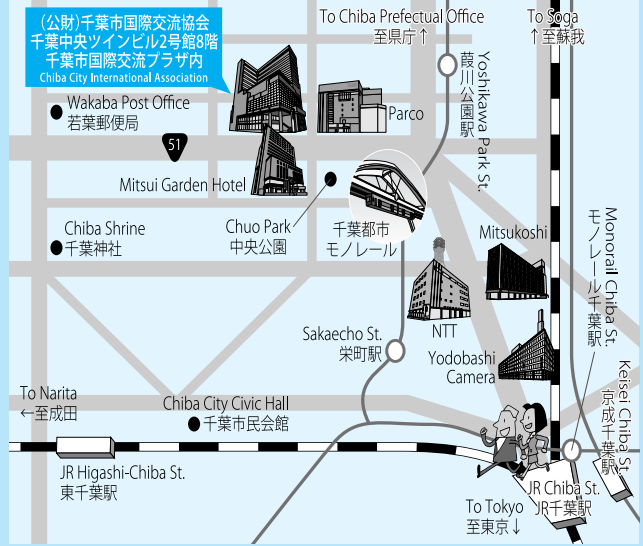 (公財)千葉市国際交流協会
千葉中央ツインビル2号館8階
千葉市国際交流プラザ内
Chiba City International Association
To Chiba Prefectual Office
至県庁↑
To Soga
↑至蘇我
Yoshikawa Park St.
葭川公園駅
Wakaba Post Office
若葉郵便局
Parco
51
Mitsui Garden Hotel
Chuo Park
中央公園
千葉都市
モノレール
Chiba Shrine
千葉神社
Mitsukoshi
Monorail Chiba St.
モノレール千葉駅
NTT
Sakaecho St.
栄町駅
Yodobashi
Camera
Keisei Chiba St.
京成千葉駅
To Narita
←至成田
Chiba City Civic Hall
千葉市民会館
JR Higashi-Chiba St.
東千葉駅
JR Chiba St.
JR千葉駅
To Tokyo
至東京↓